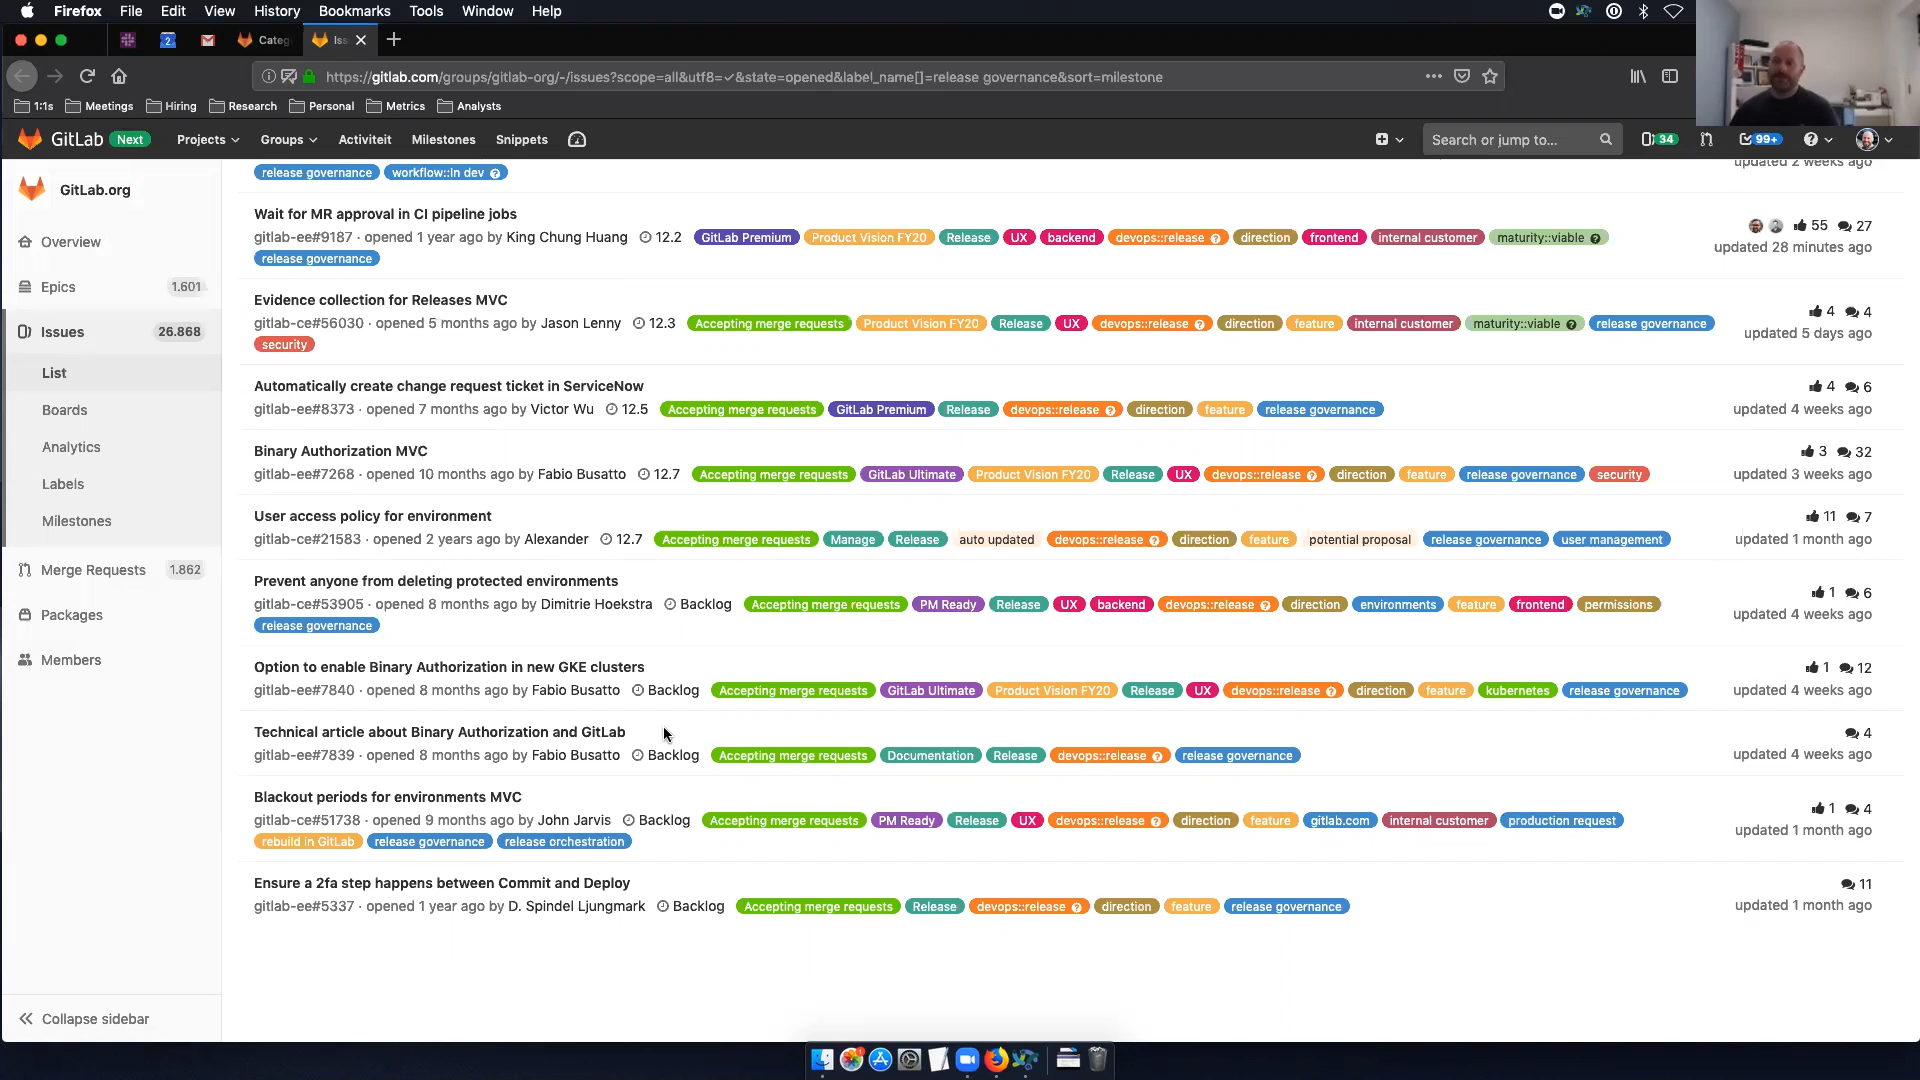 Firefox File Edit View History Bookmarks Tools Window Help
2 Categ Is
https://gitlab.com/groups/gitlab-org/-/issues?scope=all&utf8=✓&state=opened&label_name[]=release governance&sort=milestone
1:1s Meetings Hiring Research Personal Metrics Analysts
GitLab Next Projects Groups Activiteit Milestones Snippets Search or jump to... 34 99+
GitLab.org
Overview
Epics 1.601
Issues 26.868
List
Boards
Analytics
Labels
Milestones
Merge Requests 1.862
Packages
Members
Collapse sidebar
updated 2 weeks ago
release governance workflow::in dev
Wait for MR approval in CI pipeline jobs
gitlab-ee#9187 · opened 1 year ago by King Chung Huang 12.2 GitLab Premium Product Vision FY20 Release UX backend devops::release direction frontend internal customer maturity::viable
release governance
55 27
updated 28 minutes ago
Evidence collection for Releases MVC
gitlab-ce#56030 · opened 5 months ago by Jason Lenny 12.3 Accepting merge requests Product Vision FY20 Release UX devops::release direction feature internal customer maturity::viable release governance
security
4 4
updated 5 days ago
Automatically create change request ticket in ServiceNow
gitlab-ee#8373 · opened 7 months ago by Victor Wu 12.5 Accepting merge requests GitLab Premium Release devops::release direction feature release governance
4 6
updated 4 weeks ago
Binary Authorization MVC
gitlab-ee#7268 · opened 10 months ago by Fabio Busatto 12.7 Accepting merge requests GitLab Ultimate Product Vision FY20 Release UX devops::release direction feature release governance security
3 32
updated 3 weeks ago
User access policy for environment
gitlab-ce#21583 · opened 2 years ago by Alexander 12.7 Accepting merge requests Manage Release auto updated devops::release direction feature potential proposal release governance user management
11 7
updated 1 month ago
Prevent anyone from deleting protected environments
gitlab-ce#53905 · opened 8 months ago by Dimitrie Hoekstra Backlog Accepting merge requests PM Ready Release UX backend devops::release direction environments feature frontend permissions
release governance
1 6
updated 4 weeks ago
Option to enable Binary Authorization in new GKE clusters
gitlab-ee#7840 · opened 8 months ago by Fabio Busatto Backlog Accepting merge requests GitLab Ultimate Product Vision FY20 Release UX devops::release direction feature kubernetes release governance
1 12
updated 4 weeks ago
Technical article about Binary Authorization and GitLab
gitlab-ee#7839 · opened 8 months ago by Fabio Busatto Backlog Accepting merge requests Documentation Release devops::release release governance
4
updated 4 weeks ago
Blackout periods for environments MVC
gitlab-ce#51738 · opened 9 months ago by John Jarvis Backlog Accepting merge requests PM Ready Release UX devops::release direction feature gitlab.com internal customer production request
rebuild in GitLab release governance release orchestration
1 4
updated 1 month ago
Ensure a 2fa step happens between Commit and Deploy
gitlab-ee#5337 · opened 1 year ago by D. Spindel Ljungmark Backlog Accepting merge requests Release devops::release direction feature release governance
11
updated 1 month ago